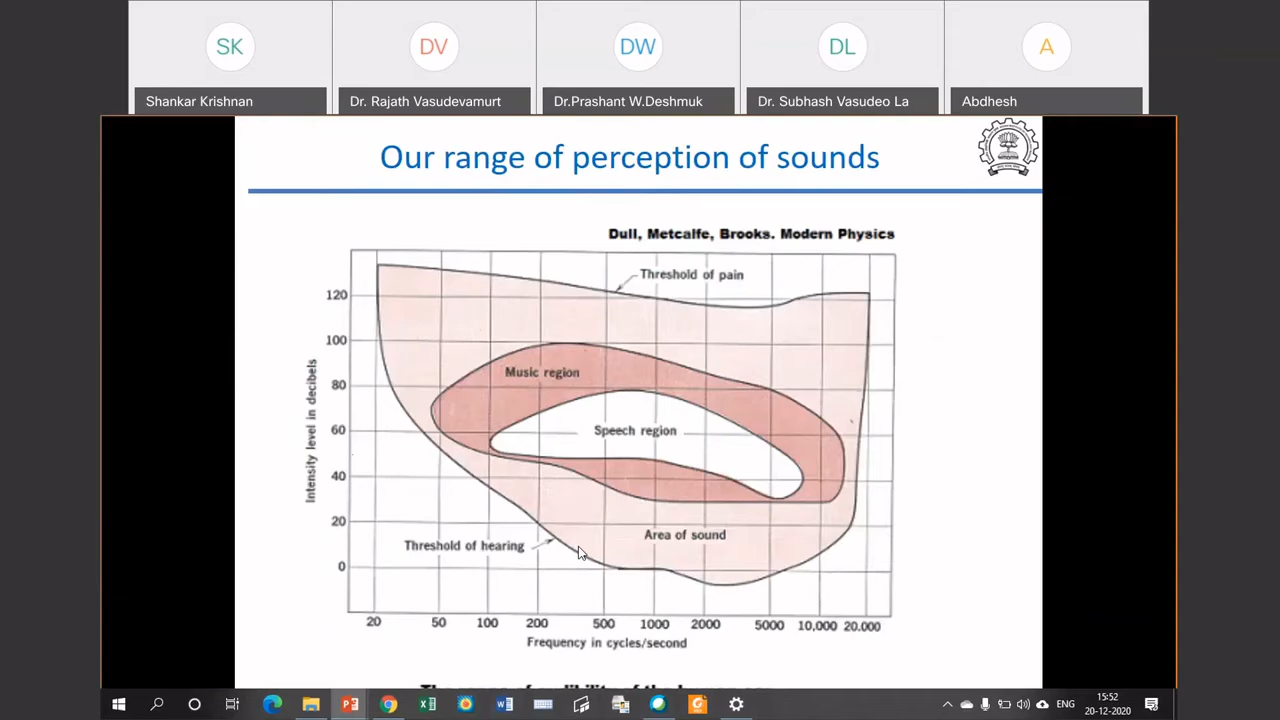 SK
DV
DW
DL
A
Shankar Krishnan
Dr. Rajath Vasudevamurt
Dr.Prashant W.Deshmuk
Dr. Subhash Vasudeo La
Abdhesh
Our range of perception of sounds
Dull, Metcalfe, Brooks. Modern Physics
Threshold of pain
120
100
Music region
80
Speech region
60
40
20
Area of sound
Threshold of hearing
0
Intensity level in decibels
20 50 100 200 500 1000 2000 5000 10,000 20.000
Frequency in cycles/second
ENG
15:52
20-12-2020